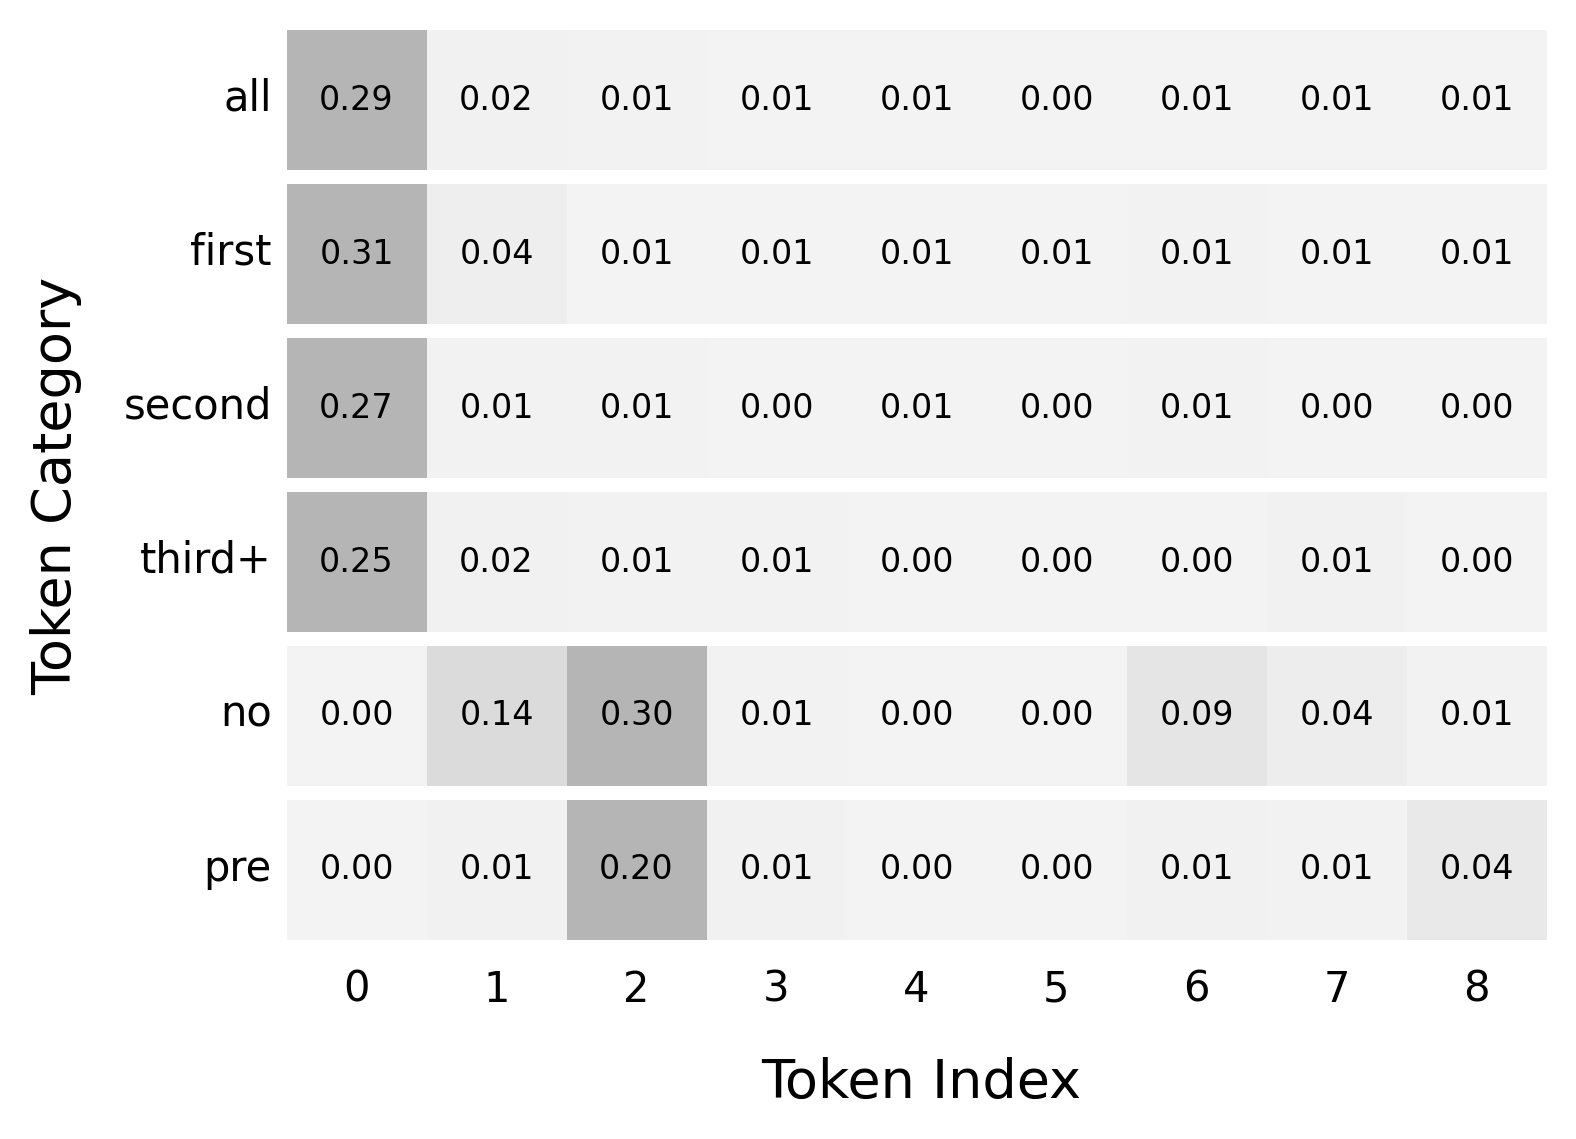 all 0.29 0.02 0.01 0.01 0.01 0.00 0.01 0.01 0.01
first 0.31 0.04 0.01 0.01 0.01 0.01 0.01 0.01 0.01
second 0.27 0.01 0.01 0.00 0.01 0.00 0.01 0.00 0.00
third+ 0.25 0.02 0.01 0.01 0.00 0.00 0.00 0.01 0.00
no 0.00 0.14 0.30 0.01 0.00 0.00 0.09 0.04 0.01
pre 0.00 0.01 0.20 0.01 0.00 0.00 0.01 0.01 0.04
0 1 2 3 4 5 6 7 8
Token Index
Token Category